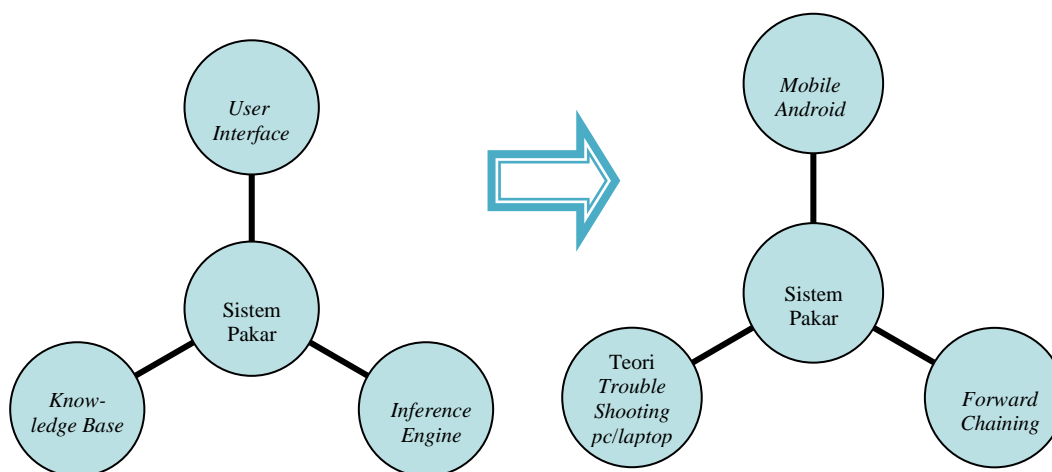 User
Interface
Sistem
Pakar
Know-
ledge Base
Inference
Engine
Mobile
Android
Sistem
Pakar
Teori
Trouble
Shooting
pc/laptop
Forward
Chaining